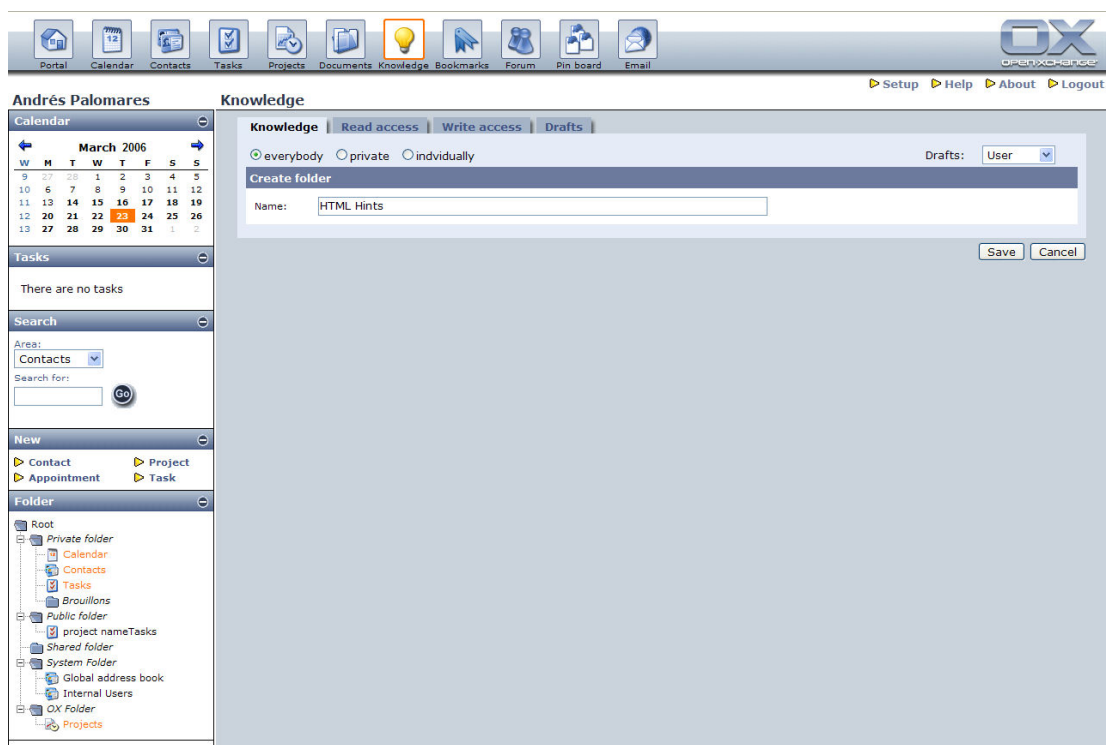 Portal Calendar Contacts Tasks Projects Documents Knowledge Bookmarks Forum Pin board Email
OX
OPEN-XCHANGE
Setup Help About Logout
Andrés Palomares
Knowledge
Calendar
March 2006
W M T W T F S S
9 27 28 1 2 3 4 5
10 6 7 8 9 10 11 12
11 13 14 15 16 17 18 19
12 20 21 22 23 24 25 26
13 27 28 29 30 31 1 2
Tasks
There are no tasks
Search
Area:
Contacts
Search for:
Go
New
Contact Project
Appointment Task
Folder
Root
Private folder
Calendar
Contacts
Tasks
Brouillons
Public folder
project nameTasks
Shared folder
System Folder
Global address book
Internal Users
OX Folder
Projects
Knowledge Read access Write access Drafts
everybody private indvidually
Drafts: User
Create folder
Name: HTML Hints
Save Cancel